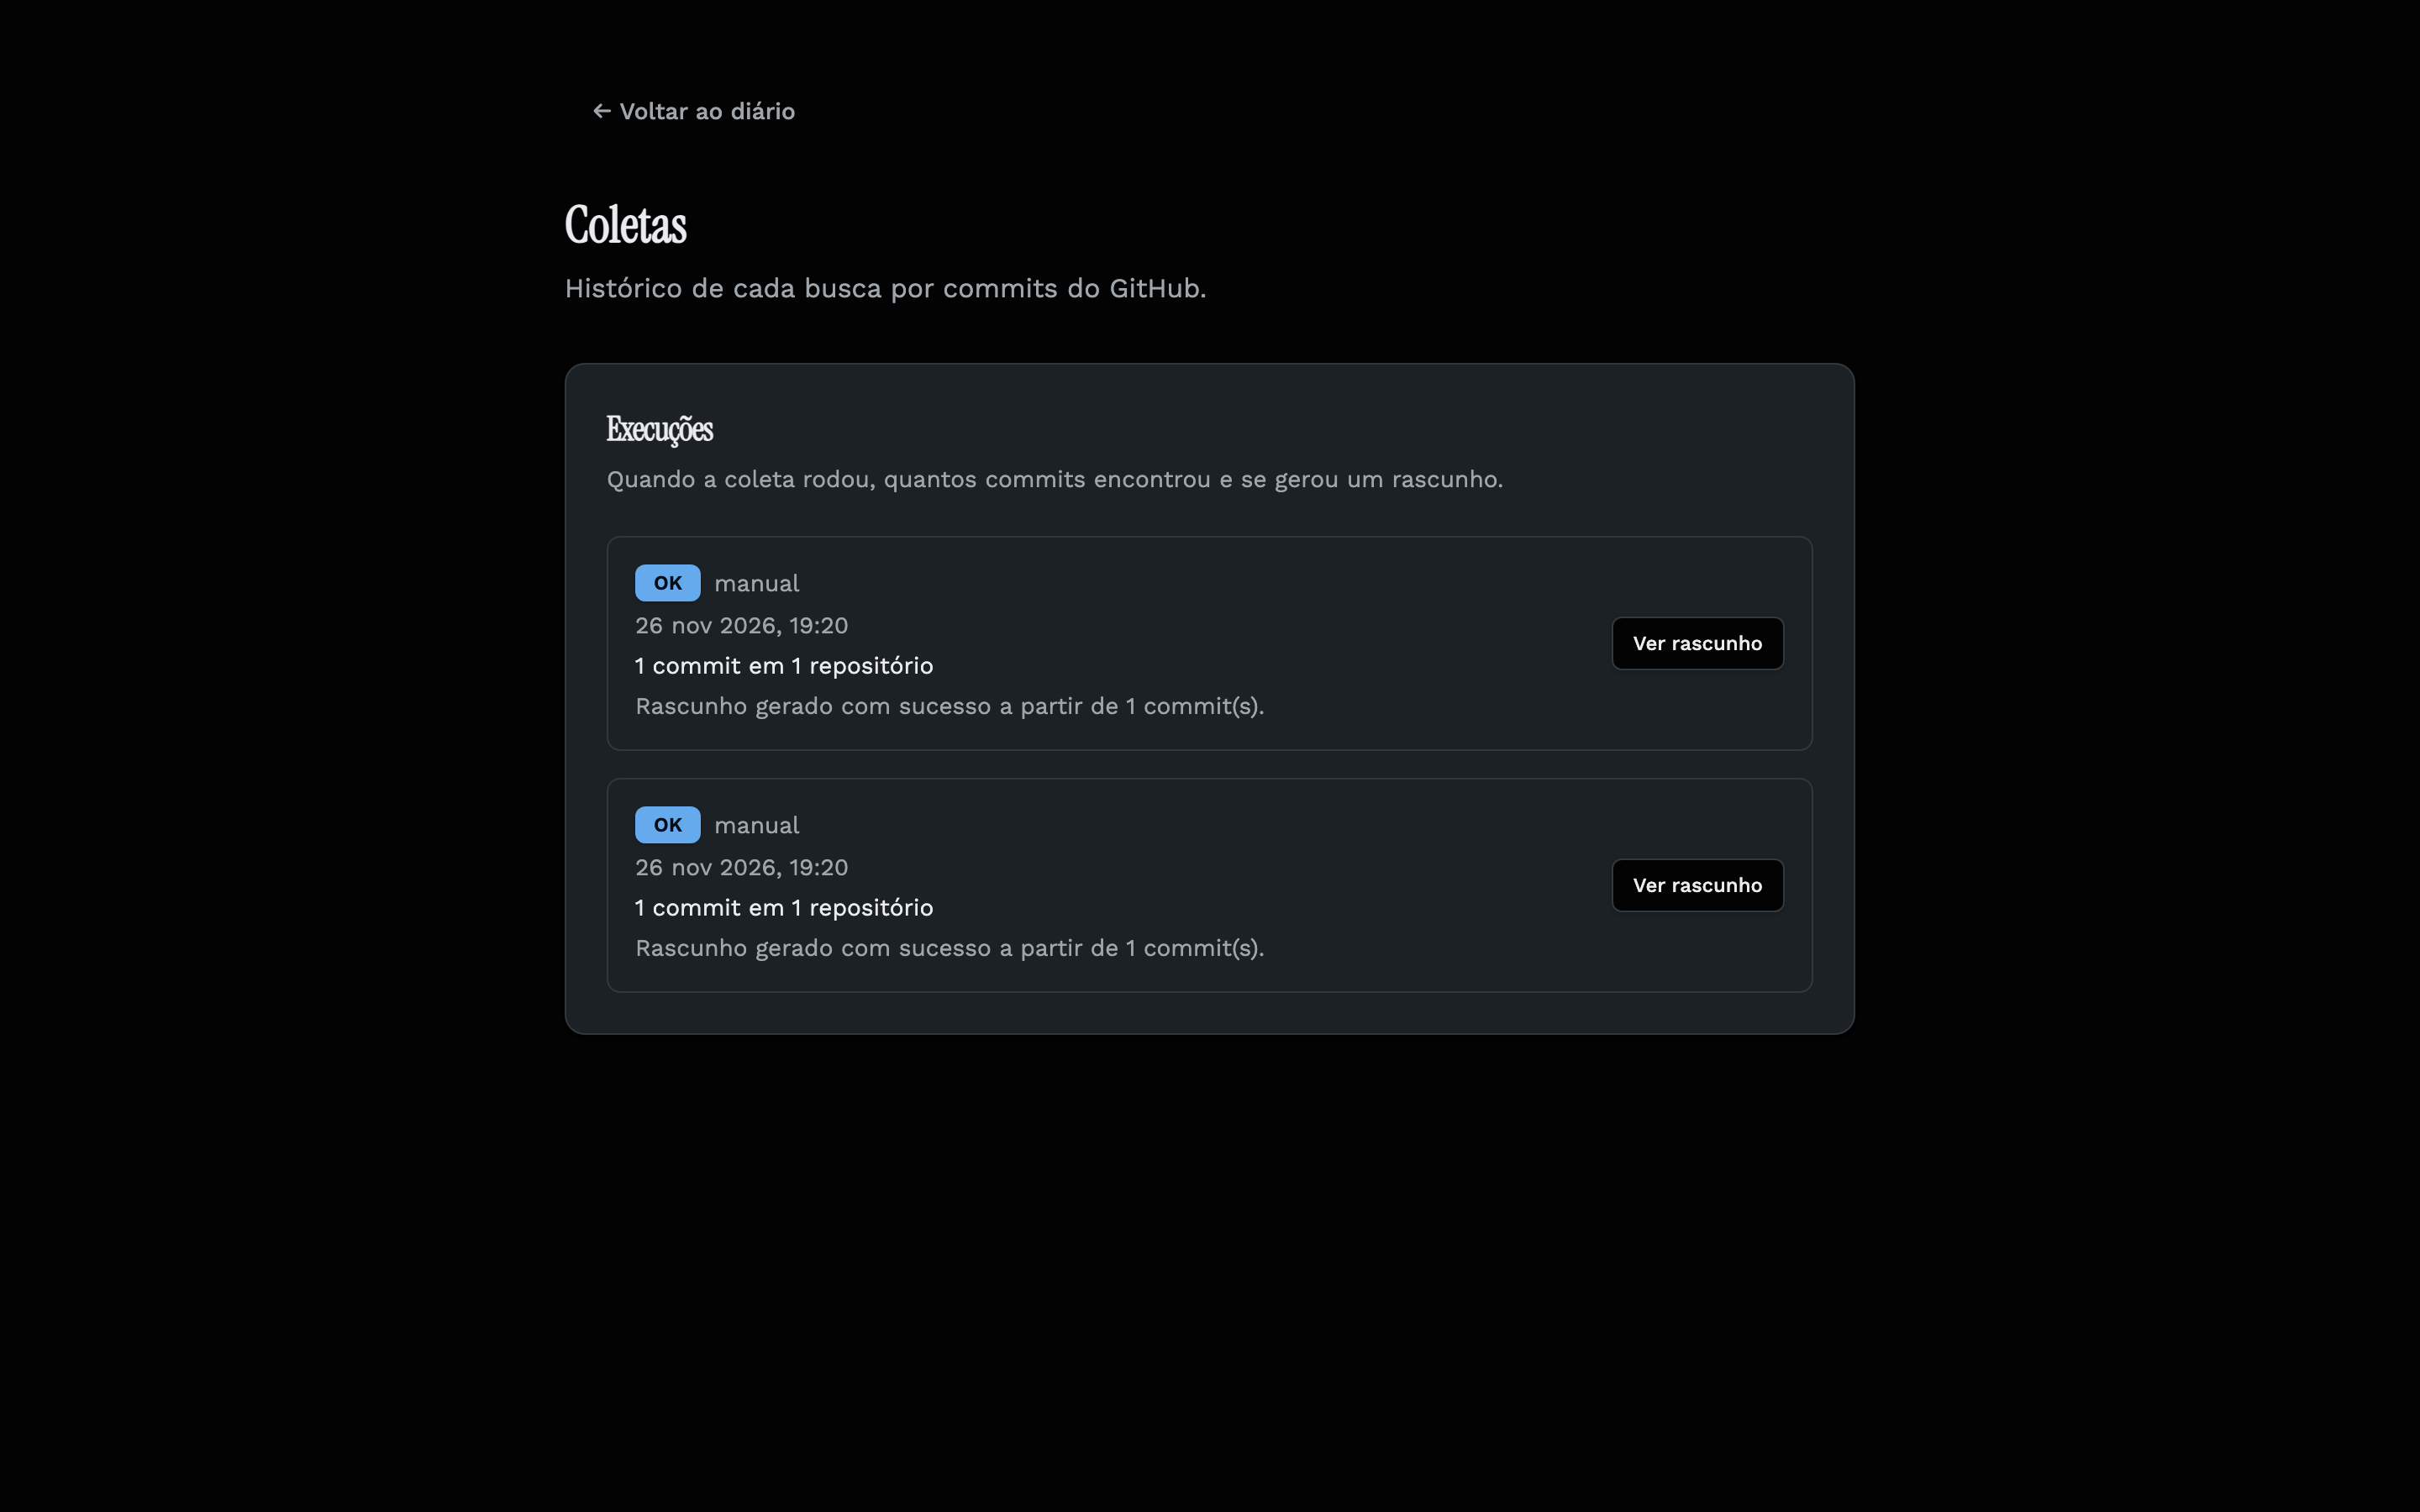 ← Voltar ao diário
Coletas
Histórico de cada busca por commits do GitHub.
Execuções
Quando a coleta rodou, quantos commits encontrou e se gerou um rascunho.
OK manual
26 nov 2026, 19:20
1 commit em 1 repositório
Rascunho gerado com sucesso a partir de 1 commit(s).
Ver rascunho
OK manual
26 nov 2026, 19:20
1 commit em 1 repositório
Rascunho gerado com sucesso a partir de 1 commit(s).
Ver rascunho